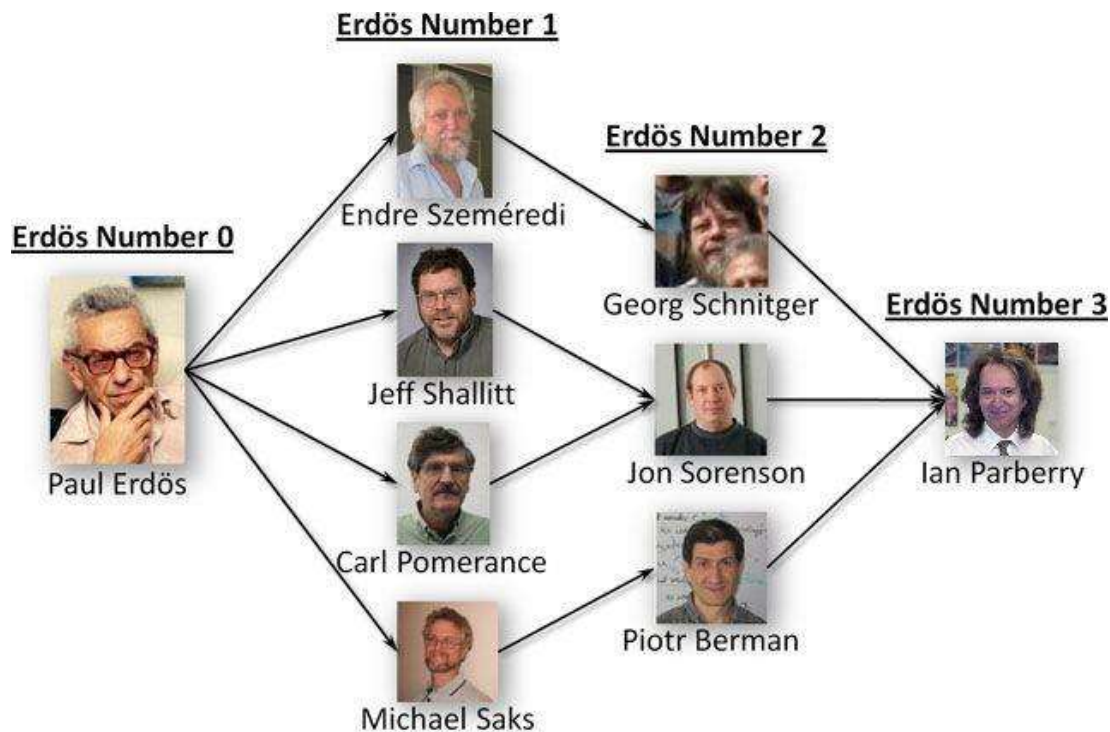 Erdös Number 0
Paul Erdös
Erdös Number 1
Endre Szeméredi
Jeff Shallitt
Carl Pomerance
Michael Saks
Erdös Number 2
Georg Schnitger
Jon Sorenson
Piotr Berman
Erdös Number 3
Ian Parberry